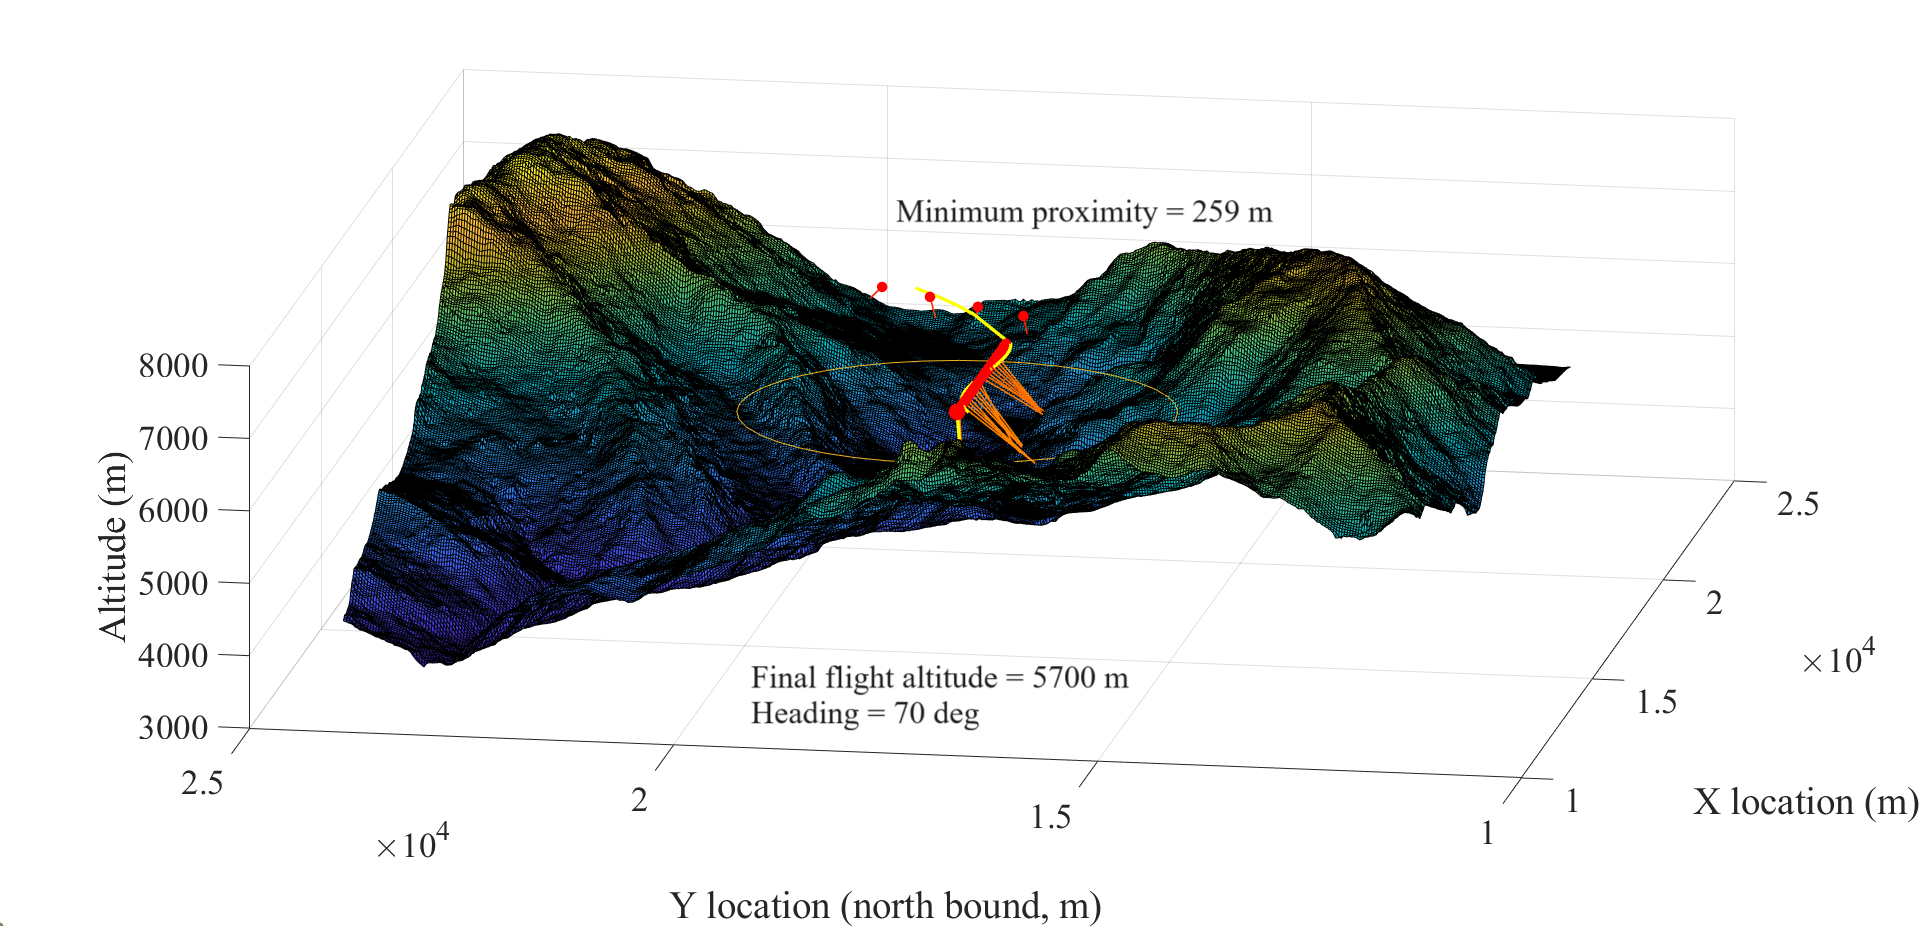 Minimum proximity = 259 m
8000
7000
6000
5000
4000
3000
Altitude (m)
Final flight altitude = 5700 m
Heading = 70 deg
2.5
2
1.5
1
×10⁴
Y location (north bound, m)
2.5
2
1.5
1
×10⁴
X location (m)